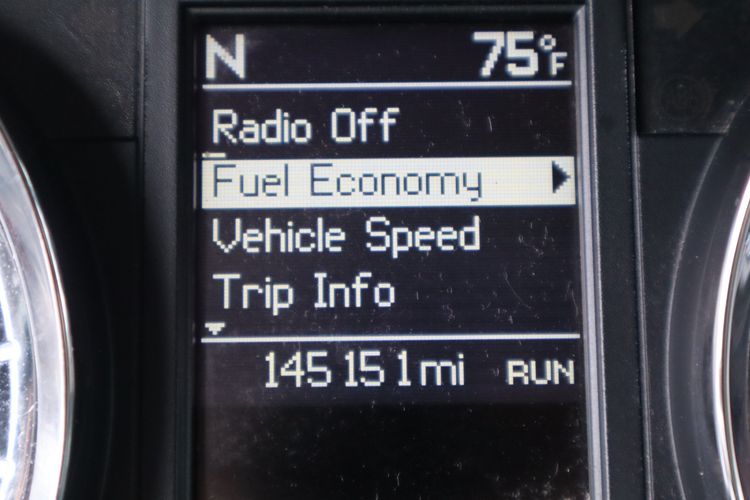 N 75°F
Radio Off
Fuel Economy
Vehicle Speed
Trip Info
145151mi RUN